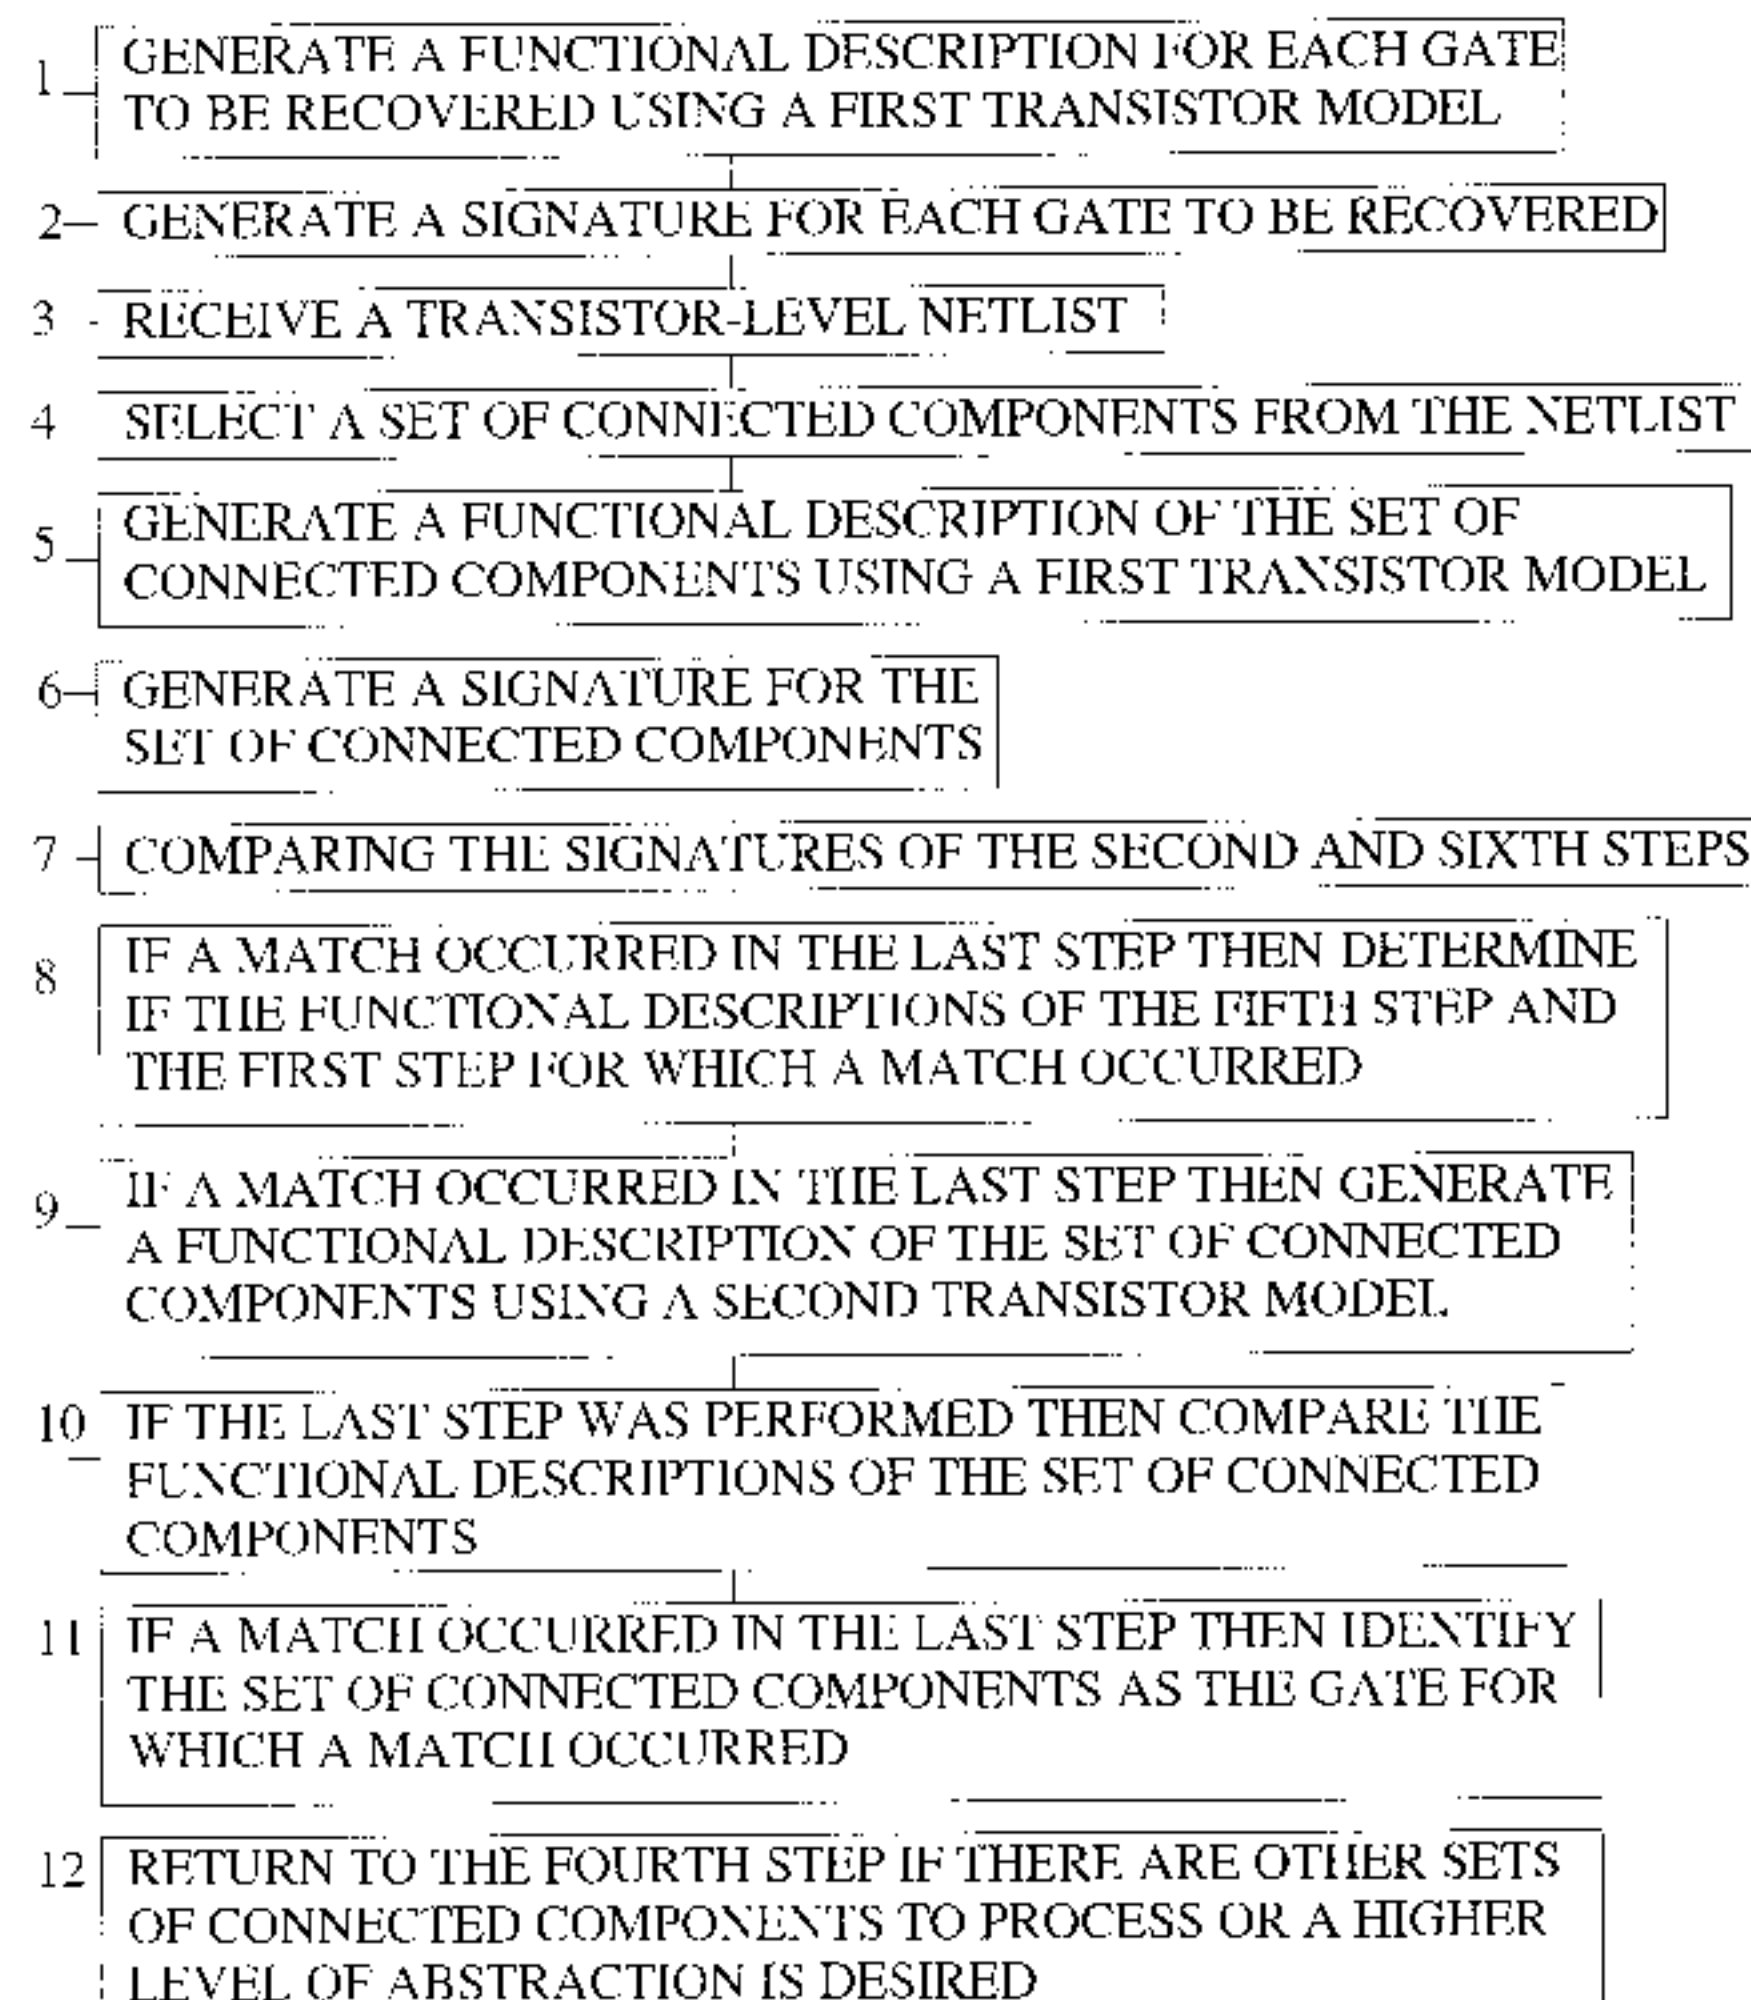 1 GENERATE A FUNCTIONAL DESCRIPTION FOR EACH GATE
TO BE RECOVERED USING A FIRST TRANSISTOR MODEL
2 GENERATE A SIGNATURE FOR EACH GATE TO BE RECOVERED
3 RECEIVE A TRANSISTOR-LEVEL NETLIST
4 SELECT A SET OF CONNECTED COMPONENTS FROM THE NETLIST
5 GENERATE A FUNCTIONAL DESCRIPTION OF THE SET OF
CONNECTED COMPONENTS USING A FIRST TRANSISTOR MODEL
6 GENERATE A SIGNATURE FOR THE
SET OF CONNECTED COMPONENTS
7 COMPARING THE SIGNATURES OF THE SECOND AND SIXTH STEPS
8 IF A MATCH OCCURRED IN THE LAST STEP THEN DETERMINE
IF THE FUNCTIONAL DESCRIPTIONS OF THE FIFTH STEP AND
THE FIRST STEP FOR WHICH A MATCH OCCURRED
9 IF A MATCH OCCURRED IN THE LAST STEP THEN GENERATE
A FUNCTIONAL DESCRIPTION OF THE SET OF CONNECTED
COMPONENTS USING A SECOND TRANSISTOR MODEL
10 IF THE LAST STEP WAS PERFORMED THEN COMPARE THE
FUNCTIONAL DESCRIPTIONS OF THE SET OF CONNECTED
COMPONENTS
11 IF A MATCH OCCURRED IN THE LAST STEP THEN IDENTIFY
THE SET OF CONNECTED COMPONENTS AS THE GATE FOR
WHICH A MATCH OCCURRED
12 RETURN TO THE FOURTH STEP IF THERE ARE OTHER SETS
OF CONNECTED COMPONENTS TO PROCESS OR A HIGHER
LEVEL OF ABSTRACTION IS DESIRED